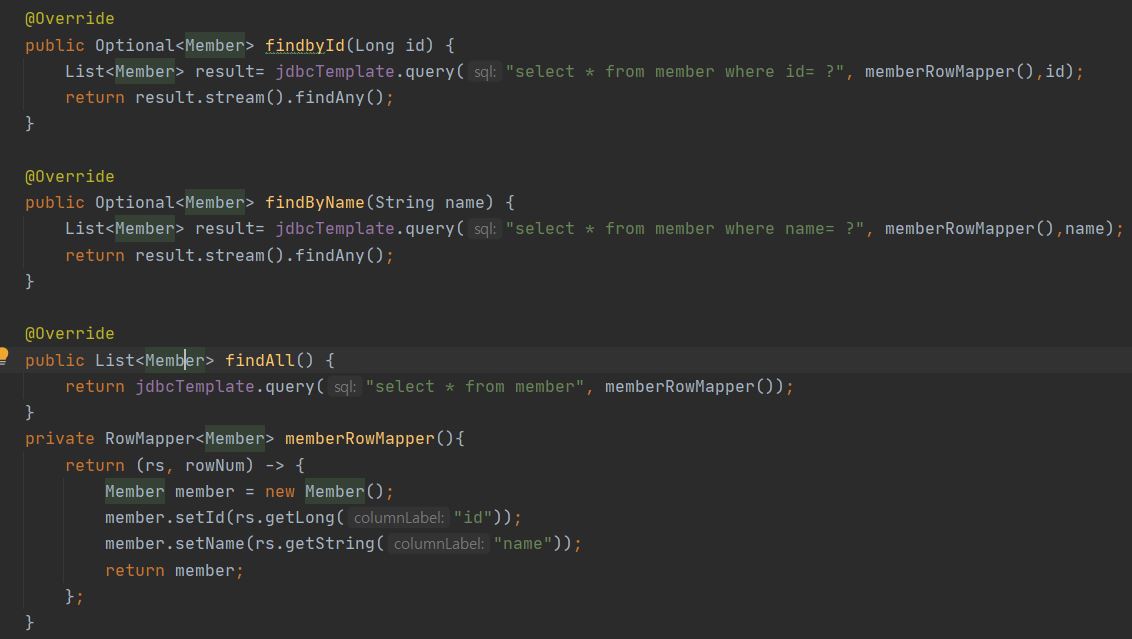 @Override
public Optional<Member> findbyId(Long id) {
    List<Member> result= jdbcTemplate.query( sql: "select * from member where id= ?", memberRowMapper(),id);
    return result.stream().findAny();
}
@Override
public Optional<Member> findByName(String name) {
    List<Member> result= jdbcTemplate.query( sql: "select * from member where name= ?", memberRowMapper(),name);
    return result.stream().findAny();
}
@Override
public List<Member> findAll() {
    return jdbcTemplate.query( sql: "select * from member", memberRowMapper());
}
private RowMapper<Member> memberRowMapper(){
    return (rs, rowNum) -> {
        Member member = new Member();
        member.setId(rs.getLong( columnLabel: "id"));
        member.setName(rs.getString( columnLabel: "name"));
        return member;
    };
}